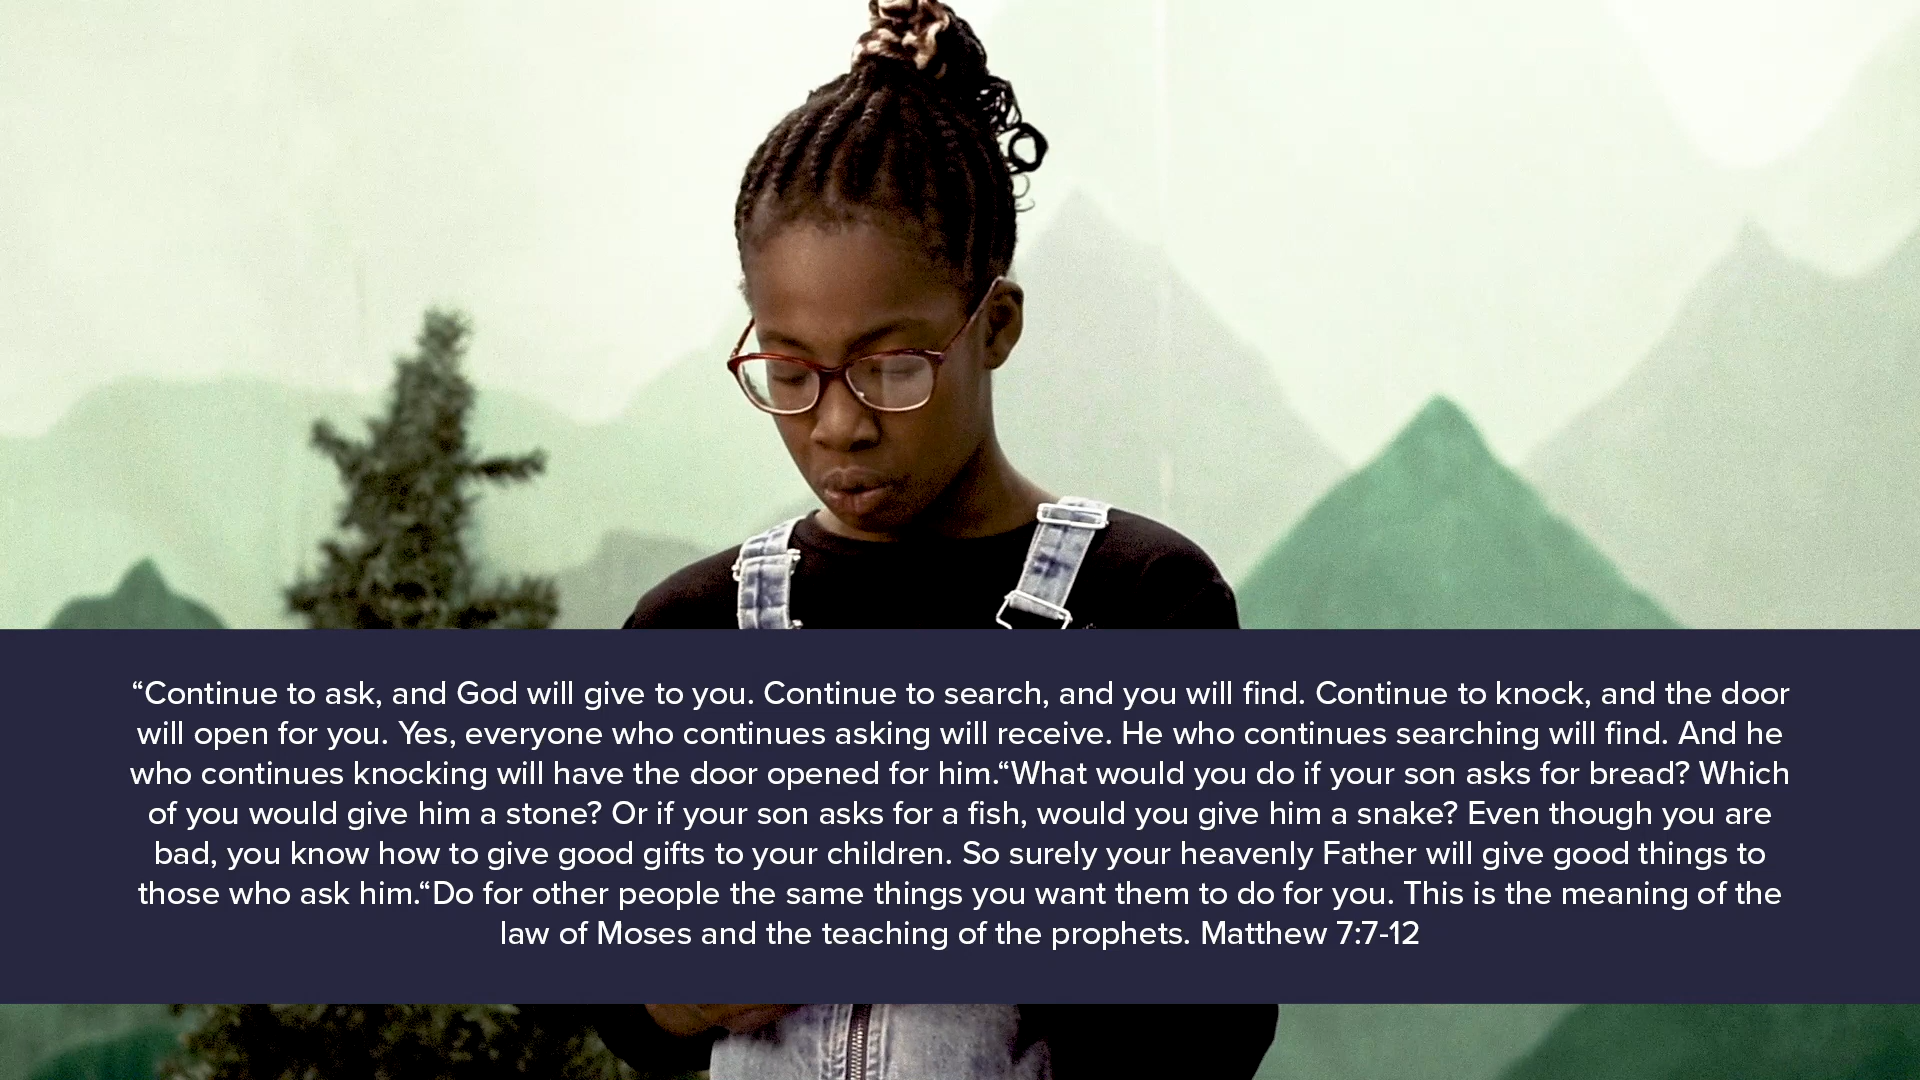 “Continue to ask, and God will give to you. Continue to search, and you will find. Continue to knock, and the door
will open for you. Yes, everyone who continues asking will receive. He who continues searching will find. And he
who continues knocking will have the door opened for him.“What would you do if your son asks for bread? Which
of you would give him a stone? Or if your son asks for a fish, would you give him a snake? Even though you are
bad, you know how to give good gifts to your children. So surely your heavenly Father will give good things to
those who ask him.“Do for other people the same things you want them to do for you. This is the meaning of the
law of Moses and the teaching of the prophets. Matthew 7:7-12